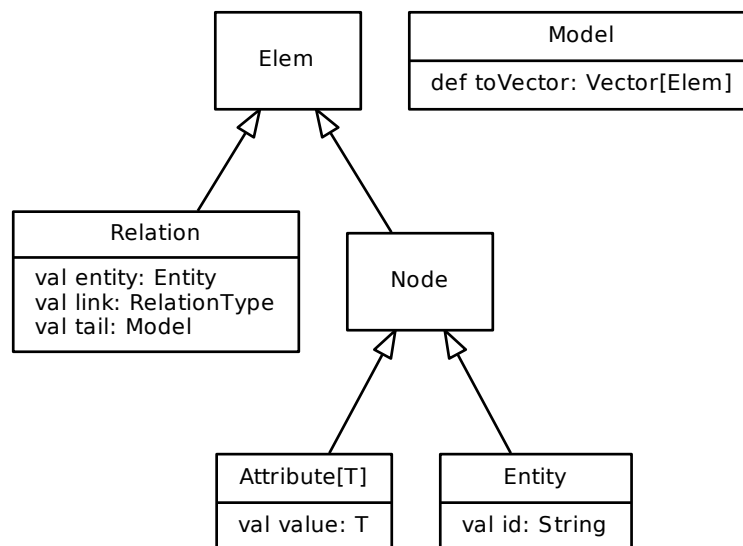 Elem
Model
def toVector: Vector[Elem]
Relation
val entity: Entity
val link: RelationType
val tail: Model
Node
Attribute[T]
val value: T
Entity
val id: String